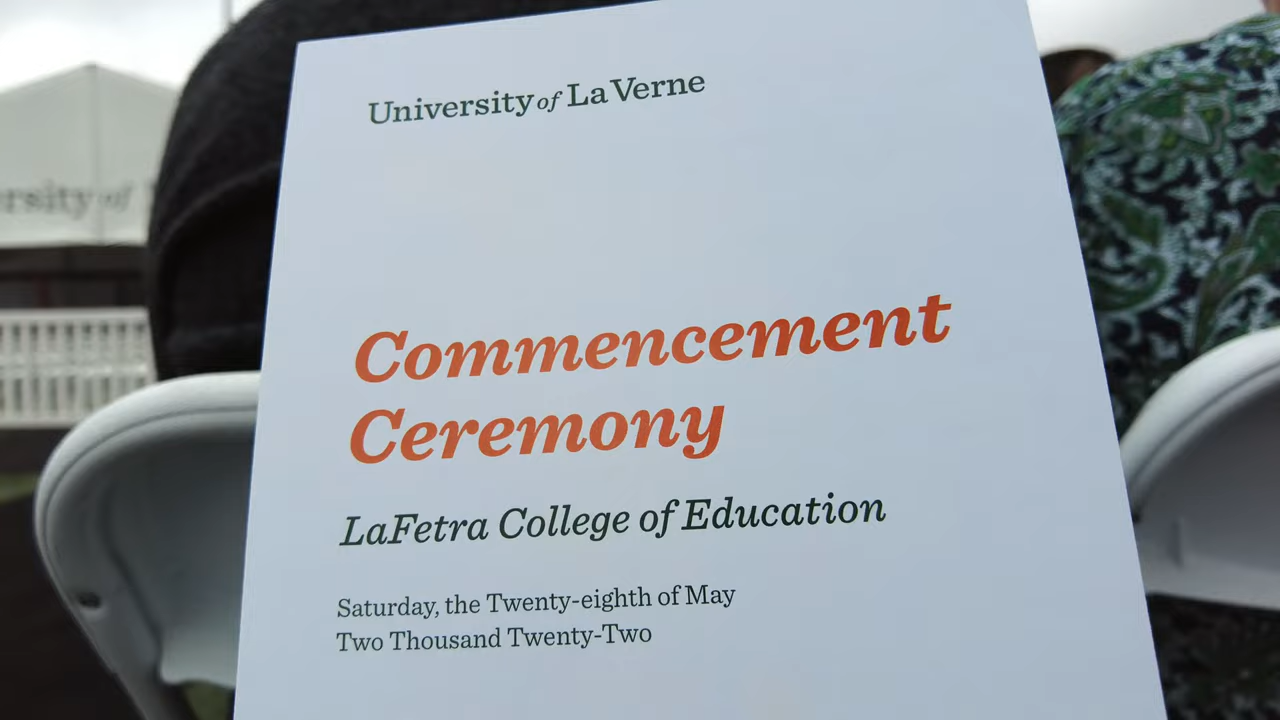 University of La Verne
Commencement
Ceremony
LaFetra College of Education
Saturday, the Twenty-eighth of May
Two Thousand Twenty-Two